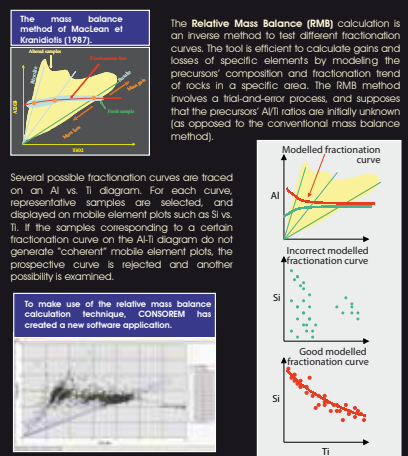 The mass balance
method of MacLean et
Kranidiotis (1987).
Altered samples
Fractionation line
Rhyolite
Basalts
Mass gain
Fresh sample
Mass loss
Al2O3
TiO2
The Relative Mass Balance (RMB) calculation is
an inverse method to test different fractionation
curves. The tool is efficient to calculate gains and
losses of specific elements by modeling the
precursors' composition and fractionation trend
of rocks in a specific area. The RMB method
involves a trial-and-error process, and supposes
that the precursors' Al/Ti ratios are initially unknown
(as opposed to the conventional mass balance
method).
Several possible fractionation curves are traced
on an Al vs. Ti diagram. For each curve,
representative samples are selected, and
displayed on mobile element plots such as Si vs.
Ti. If the samples corresponding to a certain
fractionation curve on the Al-Ti diagram do not
generate "coherent" mobile element plots, the
prospective curve is rejected and another
possibility is examined.
To make use of the relative mass balance
calculation technique, CONSOREM has
created a new software application.
Modelled fractionation
curve
Al
Incorrect modelled
fractionation curve
Si
Good modelled
fractionation curve
Si
Ti